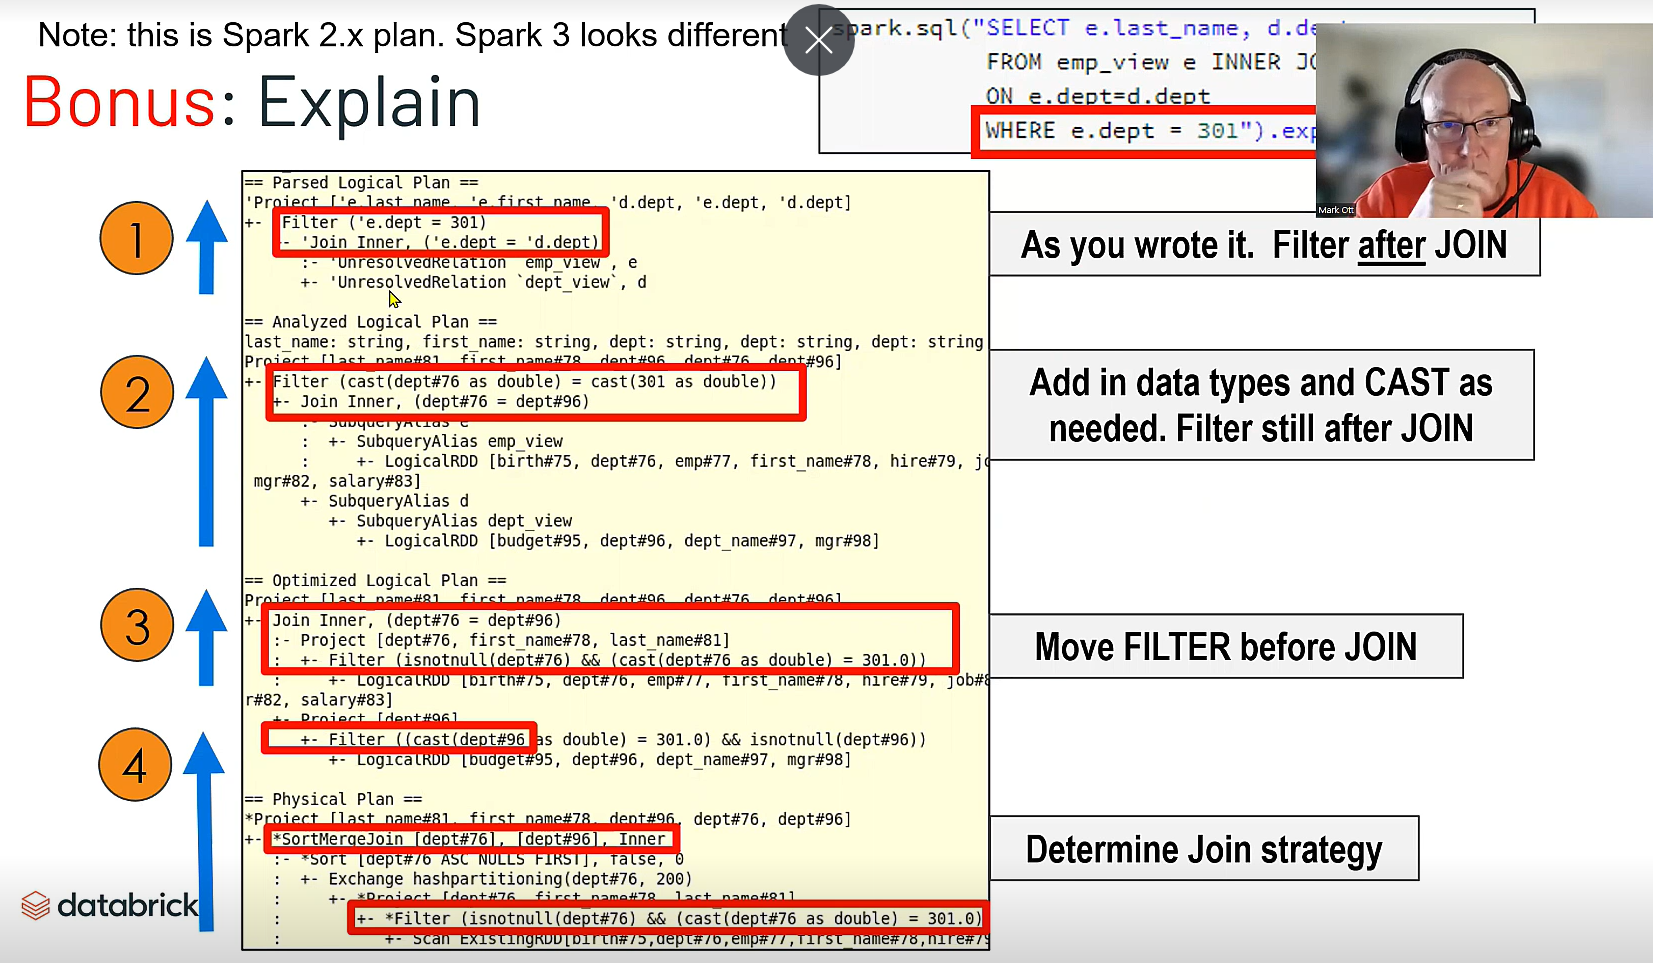 Note: this is Spark 2.x plan. Spark 3 looks different
Bonus: Explain
spark.sql("SELECT e.last_name,
FROM emp_view e INNER
ON e.dept=d.dept
WHERE e.dept = 301")
Mark Ott
== Parsed Logical Plan ==
'Project ['e.last_name, 'e.first_name, 'd.dept, 'e.dept, 'd.dept]
+- Filter ('e.dept = 301)
- 'Join Inner, ('e.dept = 'd.dept)
:- 'UnresolvedRelation `emp_view`, e
+- 'UnresolvedRelation `dept_view`, d
1
As you wrote it. Filter after JOIN
== Analyzed Logical Plan ==
last_name: string, first_name: string, dept: string, dept: string, dept: string
Project [last_name#81, first_name#78, dept#96, dept#76, dept#96]
+- Filter (cast(dept#76 as double) = cast(301 as double))
+- Join Inner, (dept#76 = dept#96)
:- SubqueryAlias e
: +- SubqueryAlias emp_view
: +- LogicalRDD [birth#75, dept#76, emp#77, first_name#78, hire#79,
mgr#82, salary#83]
+- SubqueryAlias d
+- SubqueryAlias dept_view
+- LogicalRDD [budget#95, dept#96, dept_name#97, mgr#98]
2
Add in data types and CAST as
needed. Filter still after JOIN
== Optimized Logical Plan ==
Project [last_name#81, first_name#78, dept#96, dept#76, dept#96]
+- Join Inner, (dept#76 = dept#96)
:- Project [dept#76, first_name#78, last_name#81]
: +- Filter (isnotnull(dept#76) && (cast(dept#76 as double) = 301.0))
: +- LogicalRDD [birth#75, dept#76, emp#77, first_name#78, hire#79, job#8
r#82, salary#83]
+- Project [dept#96]
+- Filter ((cast(dept#96 as double) = 301.0) && isnotnull(dept#96))
+- LogicalRDD [budget#95, dept#96, dept_name#97, mgr#98]
3
Move FILTER before JOIN
4
== Physical Plan ==
*Project [last_name#81, first_name#78, dept#96, dept#76, dept#96]
+- *SortMergeJoin [dept#76], [dept#96], Inner
:- *Sort [dept#76 ASC NULLS FIRST], false, 0
: +- Exchange hashpartitioning(dept#76, 200)
: +- *Project [dept#76, first_name#78, last_name#81]
: +- *Filter (isnotnull(dept#76) && (cast(dept#76 as double) = 301.0)
: +- Scan ExistingRDD[birth#75,dept#76,emp#77,first_name#78,hire#79
Determine Join strategy
databrick